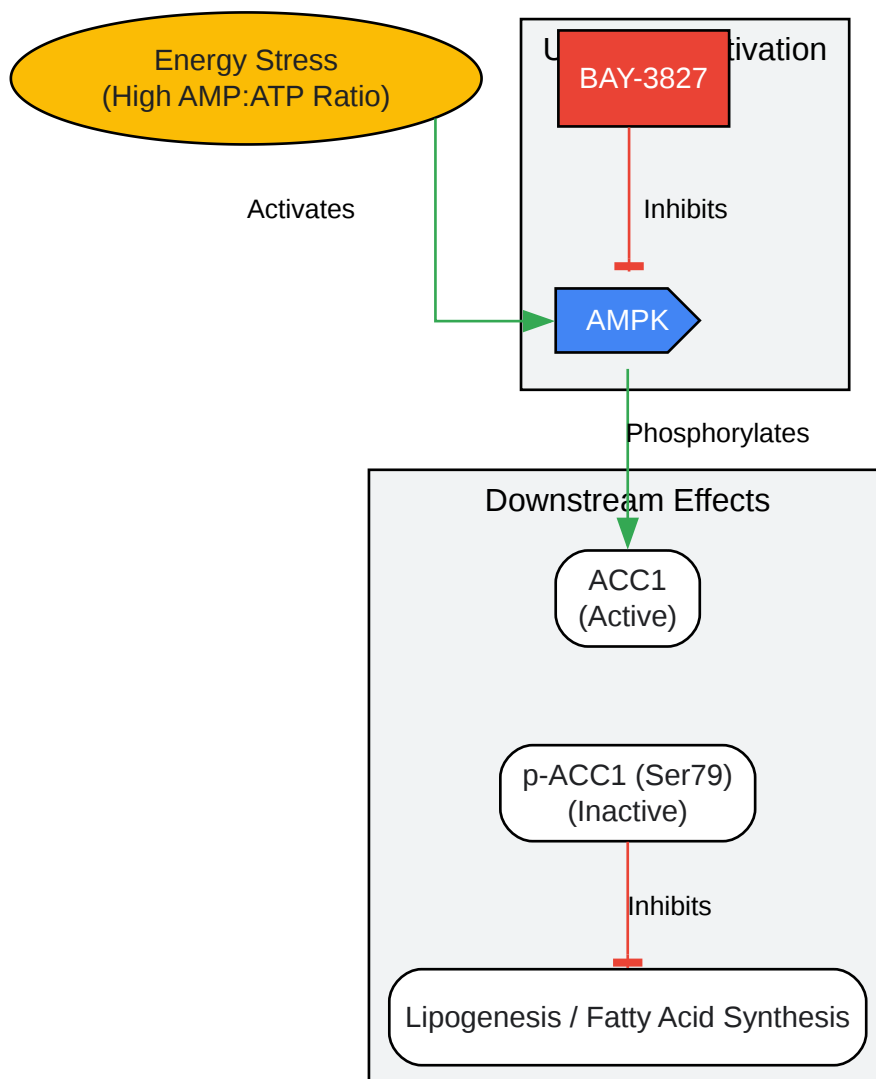 Energy Stress
(High AMP:ATP Ratio)
BAY-3827
Activates
Inhibits
AMPK
Phosphorylates
Downstream Effects
ACC1
(Active)
p-ACC1 (Ser79)
(Inactive)
Inhibits
Lipogenesis / Fatty Acid Synthesis